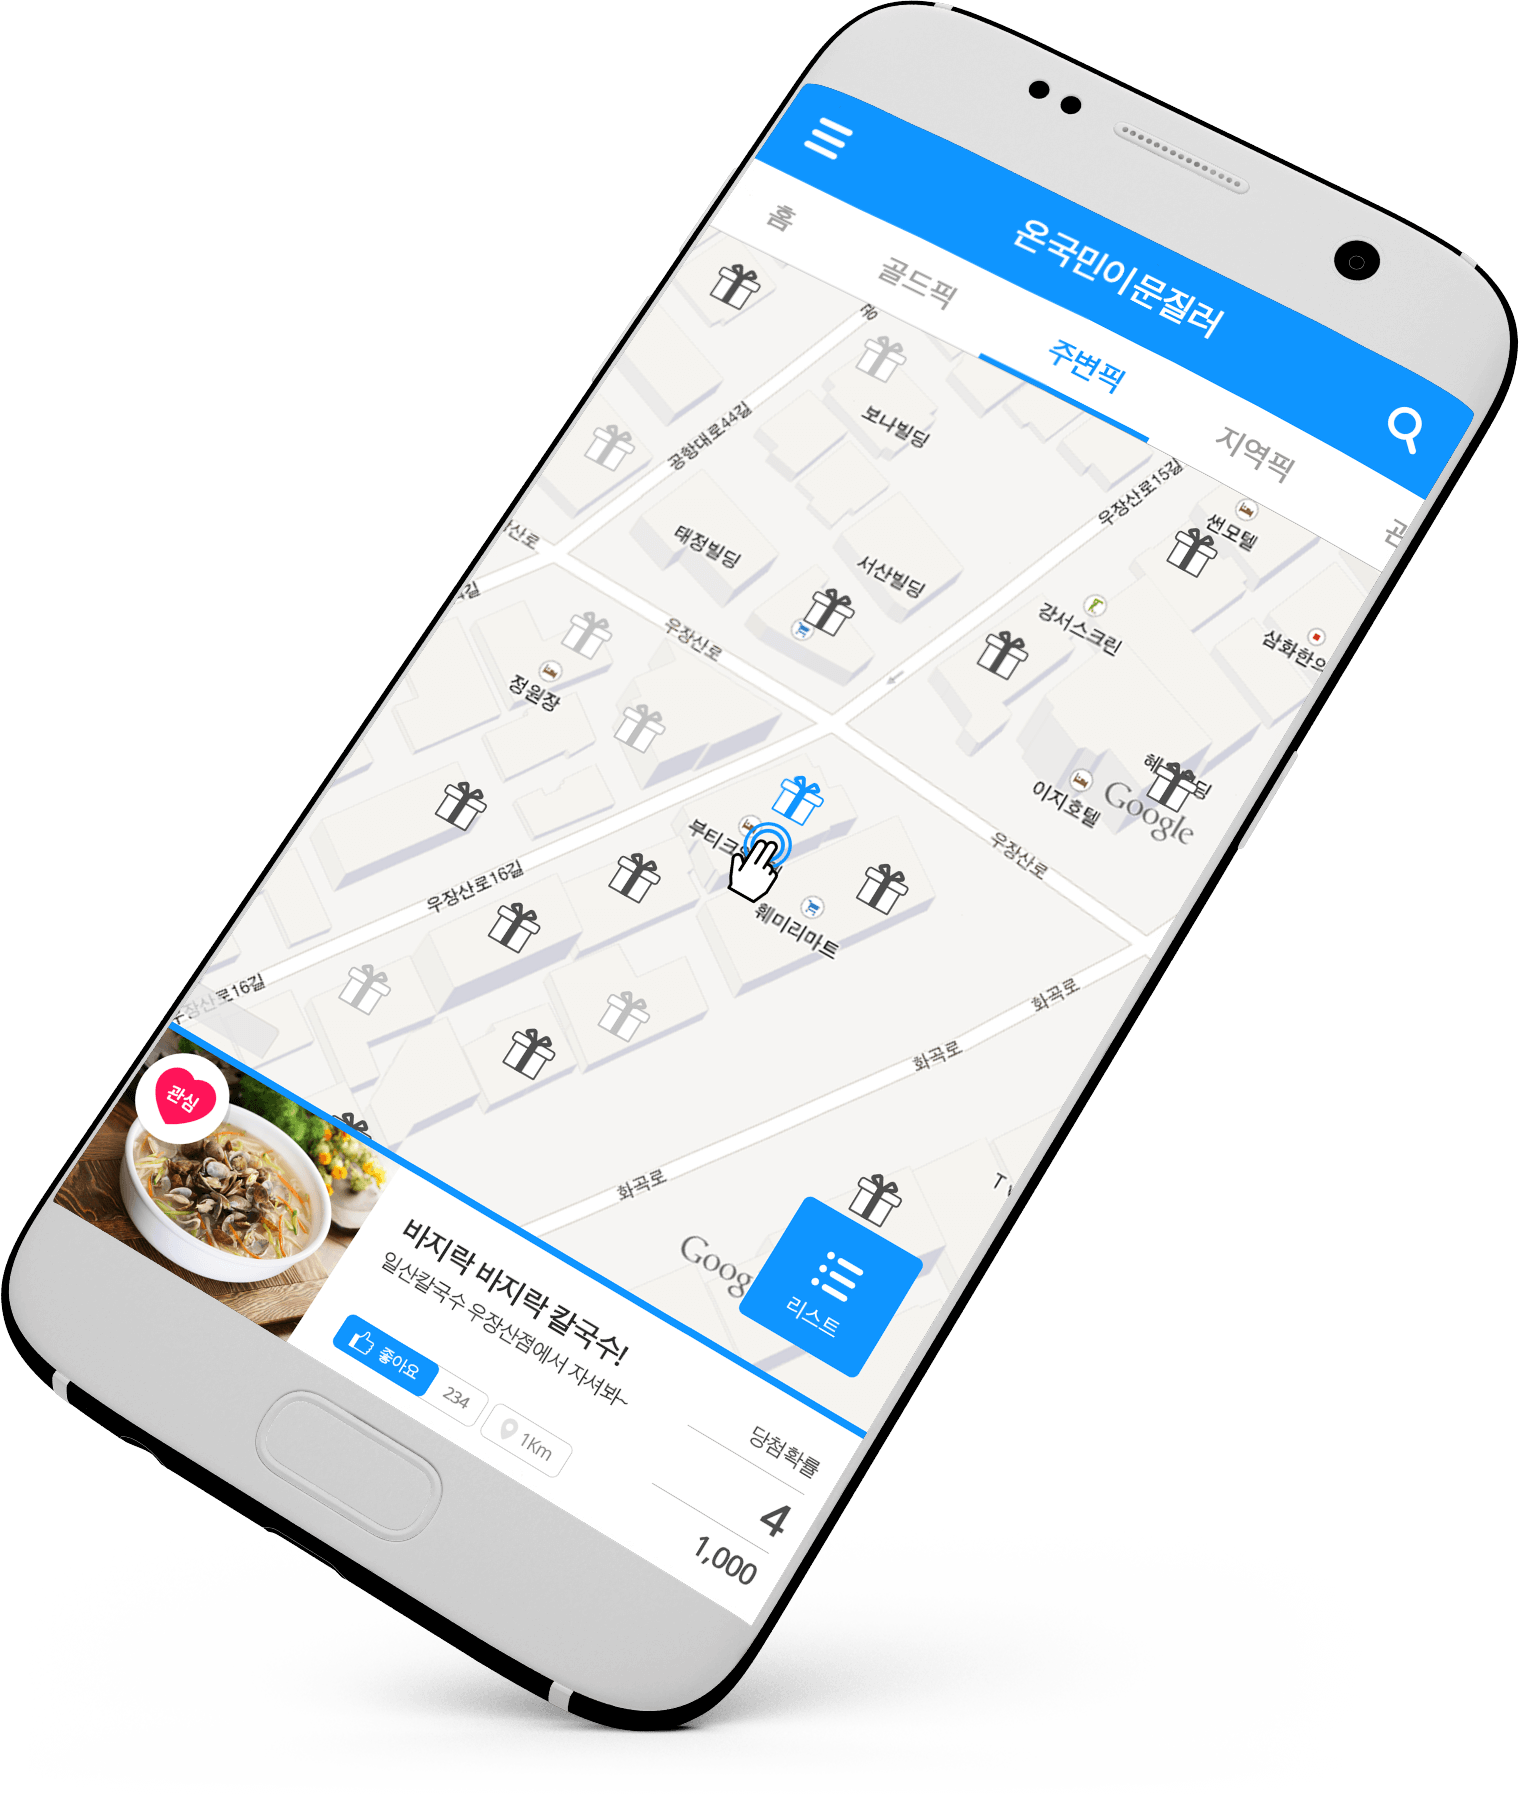 온국민이문질러
홈
골드픽
주변픽
지역픽
보나빌딩
공항대로44길
우장산로15길
썬모텔
태정빌딩
서산빌딩
강서스크린
삼화한의
우장산로
정원장
이지호텔
Google
우장산로
부티크
훼미리마트
우장산로16길
우장산로16길
화곡로
화곡로
화곡로
Goog
리스트
관심
바지락 바지락 칼국수!
일산칼국수 우장산점에서 자셔봐~
좋아요 234 1Km
당첨확률
4
1,000